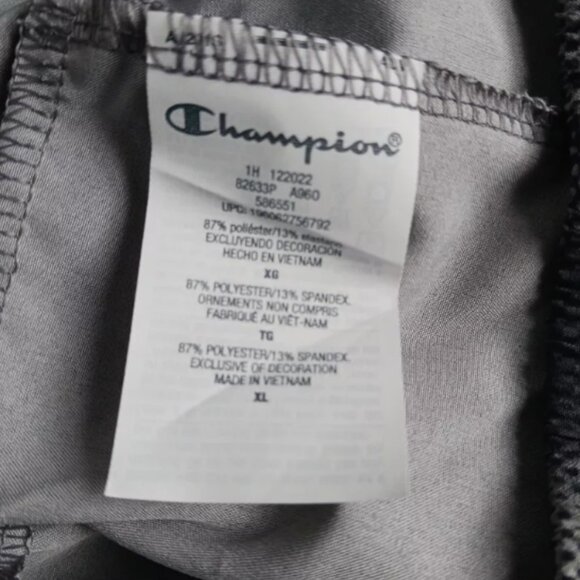 Champion®
1H 122022
82633P A960
586551
UPC: 196062756792
87% poliéster/13% elastano
EXCLUYENDO DECORACIÓN
HECHO EN VIETNAM
XG
87% POLYESTER/13% SPANDEX.
ORNEMENTS NON COMPRIS
FABRIQUÉ AU VIÊT-NAM
TG
87% POLYESTER/13% SPANDEX.
EXCLUSIVE OF DECORATION
MADE IN VIETNAM
XL